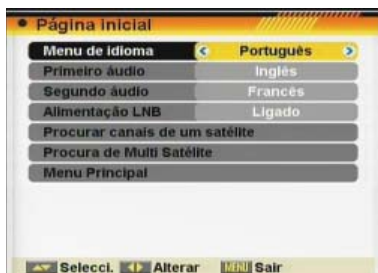 Página inicial
Menu de idioma Português
Primeiro áudio Inglês
Segundo áudio Francês
Alimentação LNB Ligado
Procurar canais de um satélite
Procura de Multi Satélite
Menu Principal
Selecci. Alterar MENU Sair